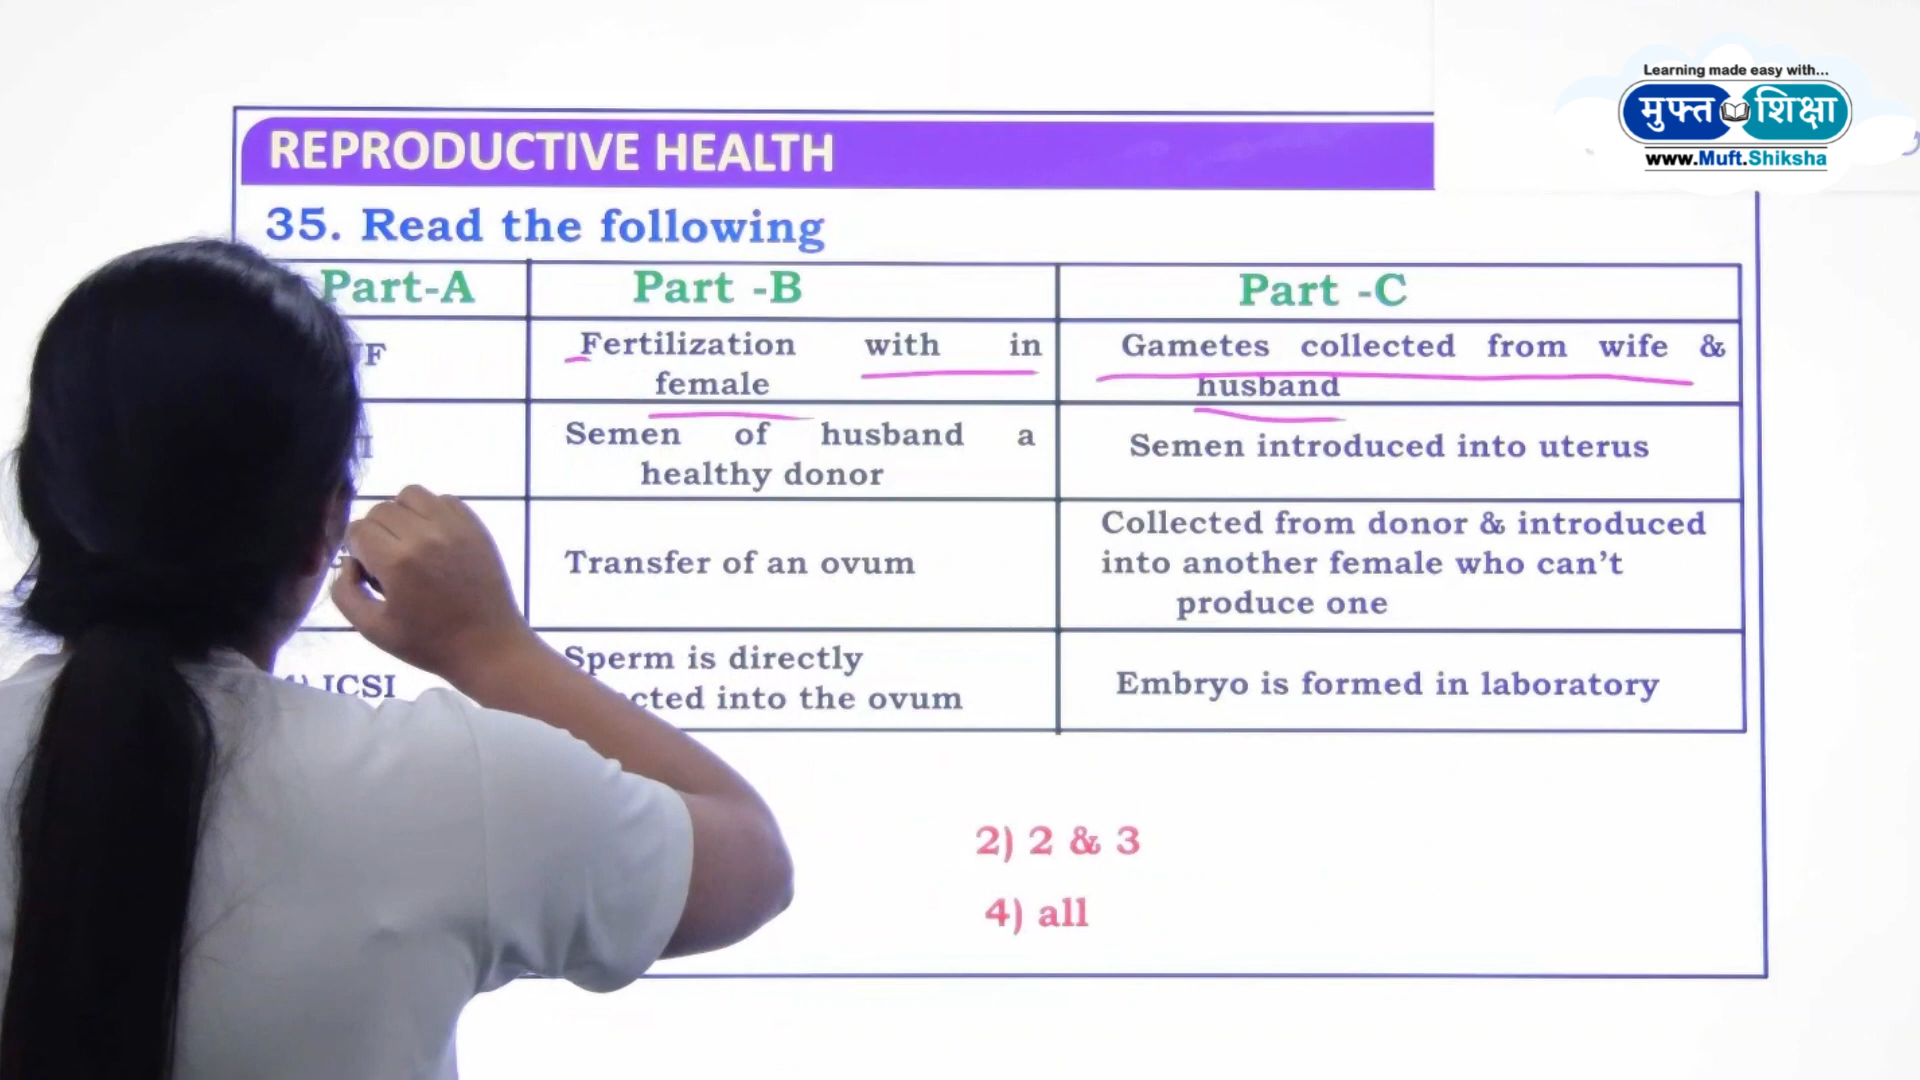 Learning made easy with...
मुफ्त शिक्षा
www.Muft.Shiksha
REPRODUCTIVE HEALTH
35. Read the following
Part-A
Part -B
Part -C
Fertilization with in
female
Gametes collected from wife &
husband
Semen of husband a
healthy donor
Semen introduced into uterus
Transfer of an ovum
Collected from donor & introduced
into another female who can't
produce one
ICSI
Sperm is directly
into the ovum
Embryo is formed in laboratory
2) 2 & 3
4) all